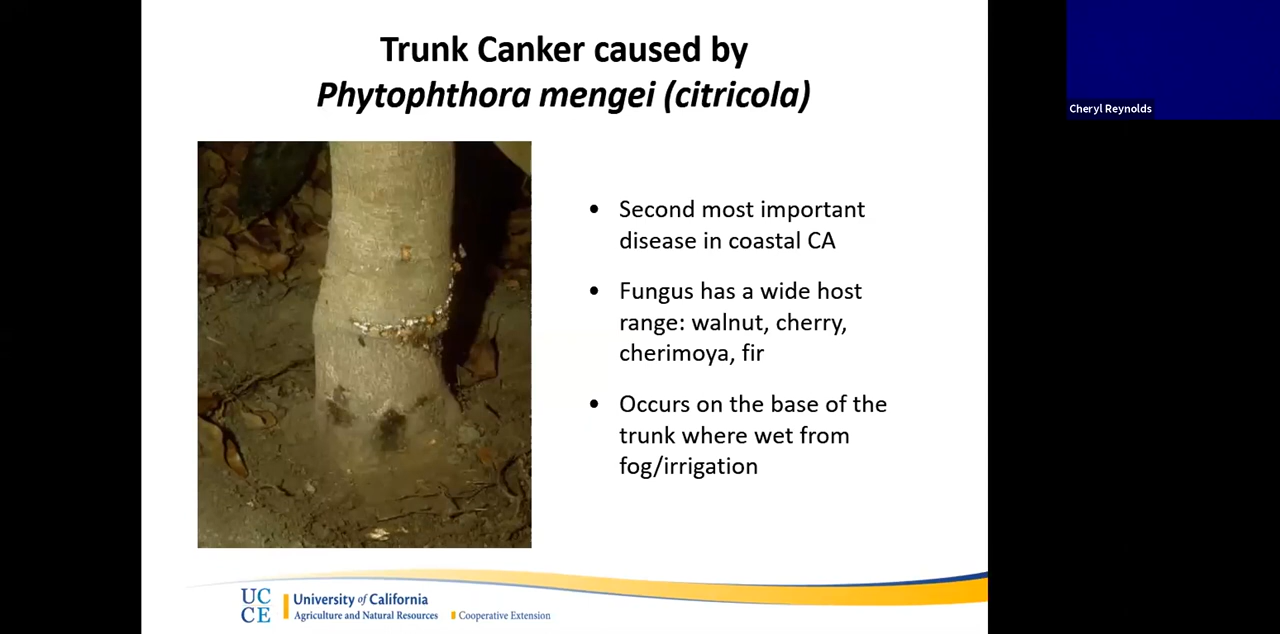 Trunk Canker caused by
Phytophthora mengei (citricola)
Cheryl Reynolds
• Second most important
disease in coastal CA
• Fungus has a wide host
range: walnut, cherry,
cherimoya, fir
• Occurs on the base of the
trunk where wet from
fog/irrigation
UC
CE
University of California
Agriculture and Natural Resources
Cooperative Extension